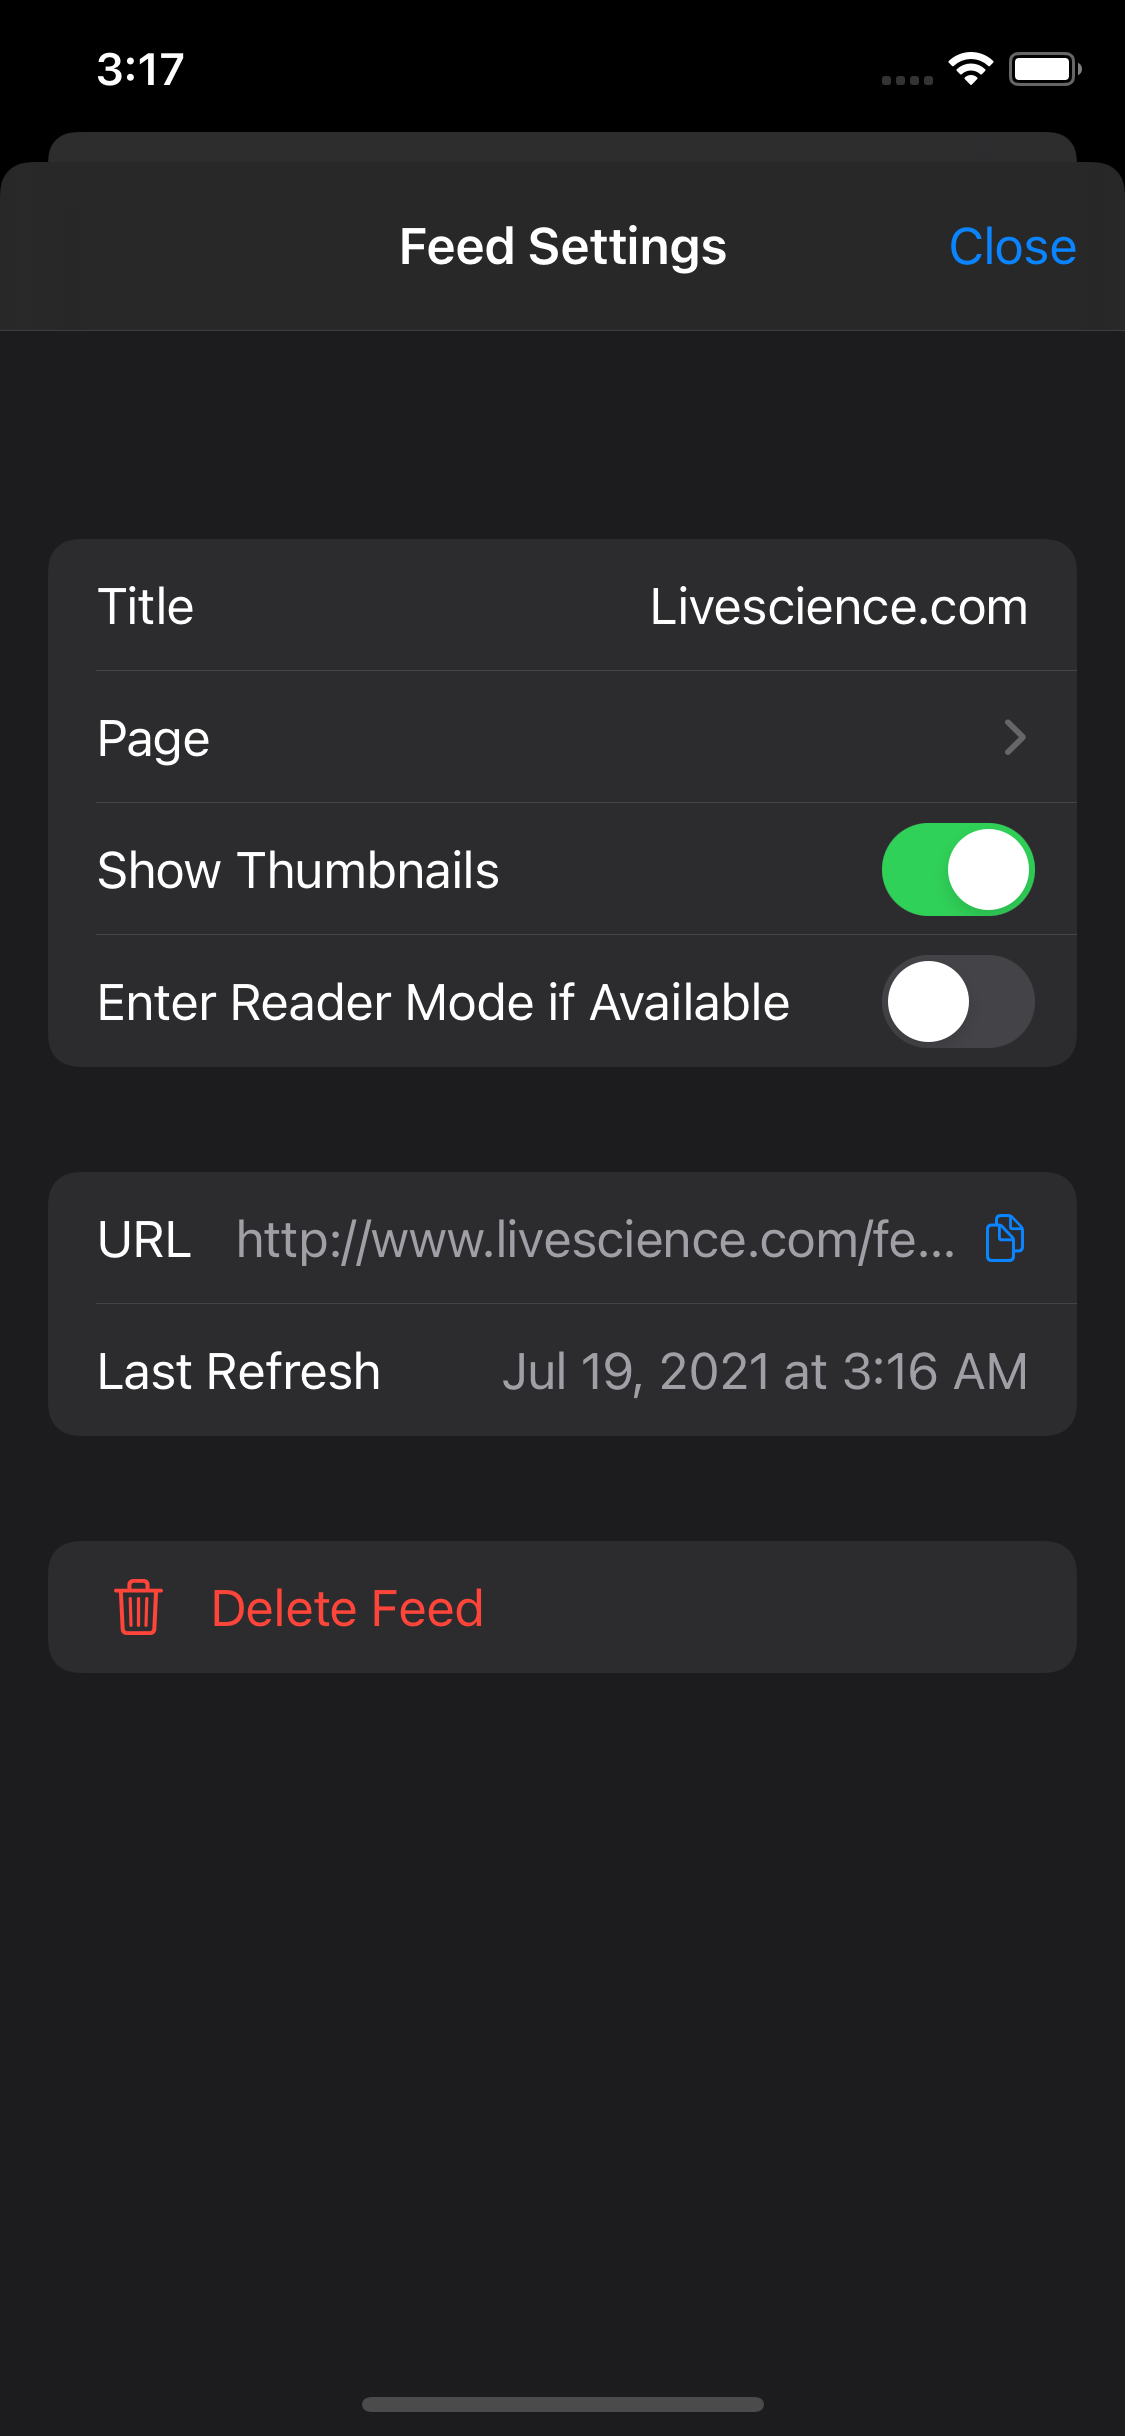 3:17
Feed Settings
Close
Title
Livescience.com
Page
Show Thumbnails
Enter Reader Mode if Available
URL
http://www.livescience.com/fe...
Last Refresh
Jul 19, 2021 at 3:16 AM
Delete Feed